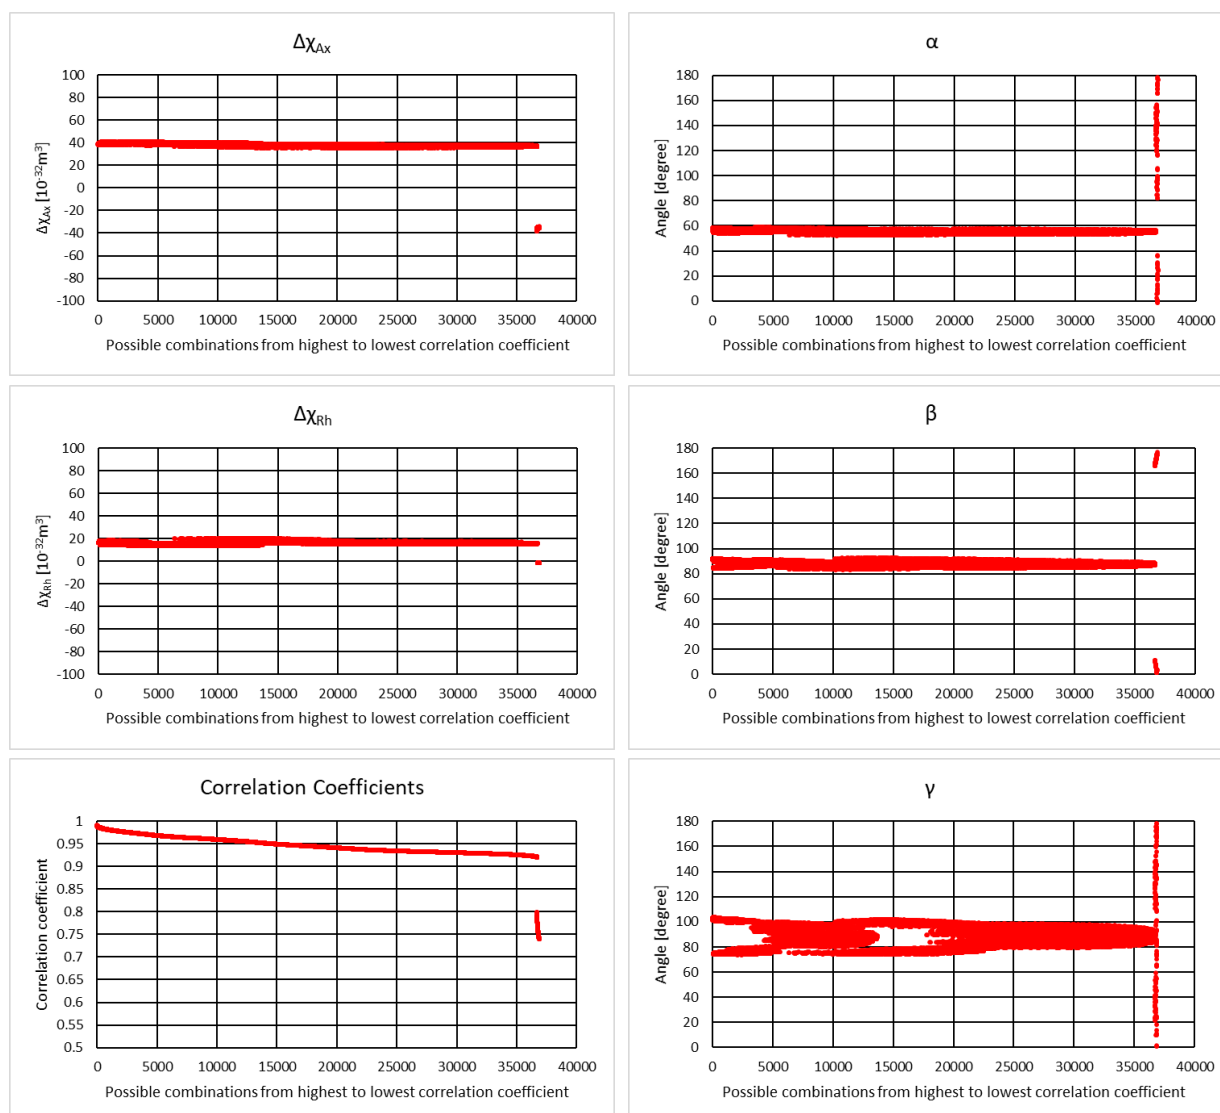 ΔχAx
ΔχAx [10-32m3]
100
80
60
40
20
0
-20
-40
-60
-80
-100
0 5000 10000 15000 20000 25000 30000 35000 40000
Possible combinations from highest to lowest correlation coefficient
α
Angle [degree]
180
160
140
120
100
80
60
40
20
0
0 5000 10000 15000 20000 25000 30000 35000 40000
Possible combinations from highest to lowest correlation coefficient
ΔχRh
ΔχRh [10-32m3]
100
80
60
40
20
0
-20
-40
-60
-80
-100
0 5000 10000 15000 20000 25000 30000 35000 40000
Possible combinations from highest to lowest correlation coefficient
β
Angle [degree]
180
160
140
120
100
80
60
40
20
0
0 5000 10000 15000 20000 25000 30000 35000 40000
Possible combinations from highest to lowest correlation coefficient
Correlation Coefficients
Correlation coefficient
1
0.95
0.9
0.85
0.8
0.75
0.7
0.65
0.6
0.55
0.5
0 5000 10000 15000 20000 25000 30000 35000 40000
Possible combinations from highest to lowest correlation coefficient
γ
Angle [degree]
180
160
140
120
100
80
60
40
20
0
0 5000 10000 15000 20000 25000 30000 35000 40000
Possible combinations from highest to lowest correlation coefficient